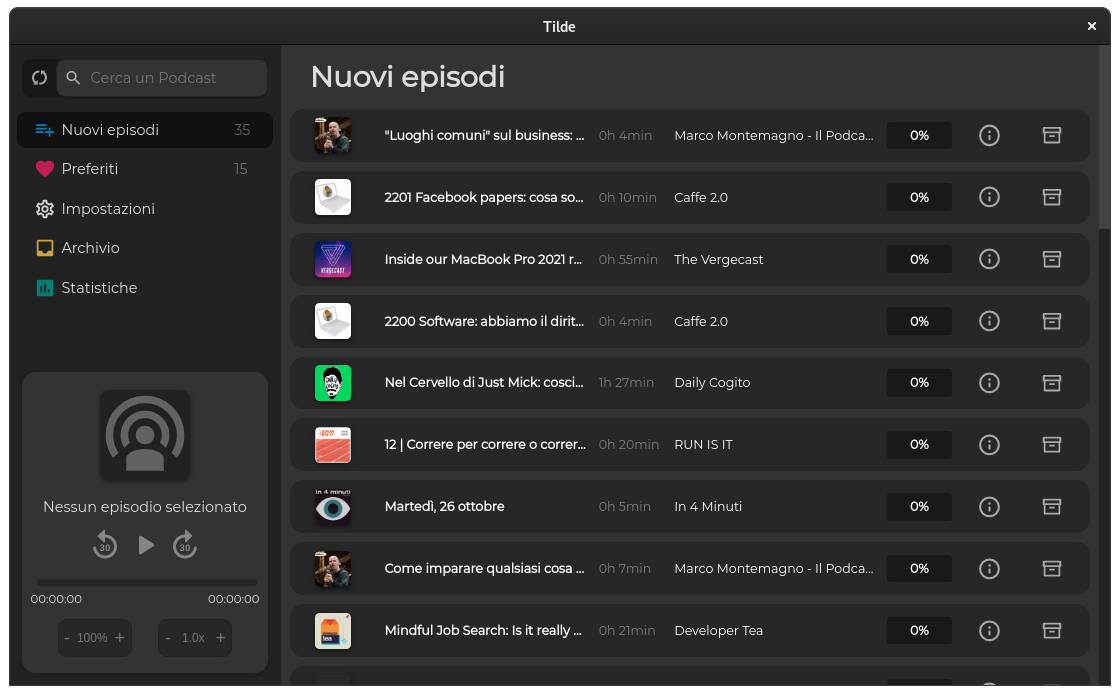 Tilde
Cerca un Podcast
Nuovi episodi 35
Preferiti 15
Impostazioni
Archivio
Statistiche
Nessun episodio selezionato
30 30
00:00:00 00:00:00
- 100% + - 1.0x +
Nuovi episodi
"Luoghi comuni" sul business: ... 0h 4min Marco Montemagno - Il Podca... 0%
2201 Facebook papers: cosa so... 0h 10min Caffe 2.0 0%
VERGECAST
Inside our MacBook Pro 2021 r... 0h 55min The Vergecast 0%
2200 Software: abbiamo il dirit... 0h 4min Caffe 2.0 0%
Nel Cervello di Just Mick: cosci... 1h 27min Daily Cogito 0%
12 | Correre per correre o correr... 0h 20min RUN IS IT 0%
in 4 minuti
Martedì, 26 ottobre 0h 5min In 4 Minuti 0%
Come imparare qualsiasi cosa ... 0h 7min Marco Montemagno - Il Podca... 0%
tea
Mindful Job Search: Is it really ... 0h 21min Developer Tea 0%